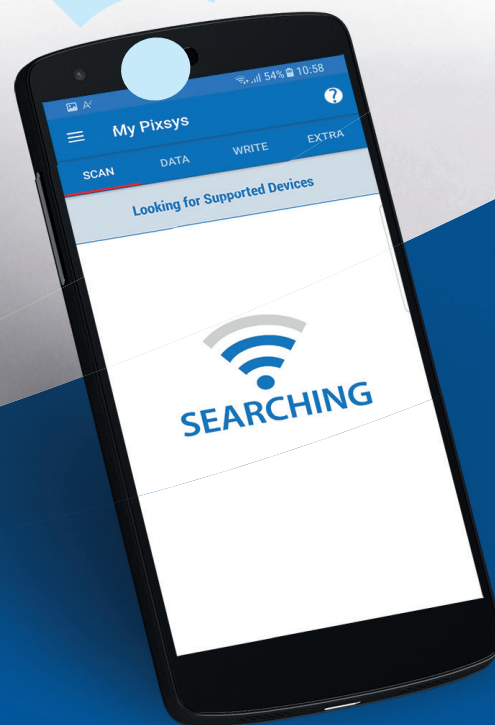 54% 10:58
My Pixsys
?
SCAN DATA WRITE EXTRA
Looking for Supported Devices
SEARCHING